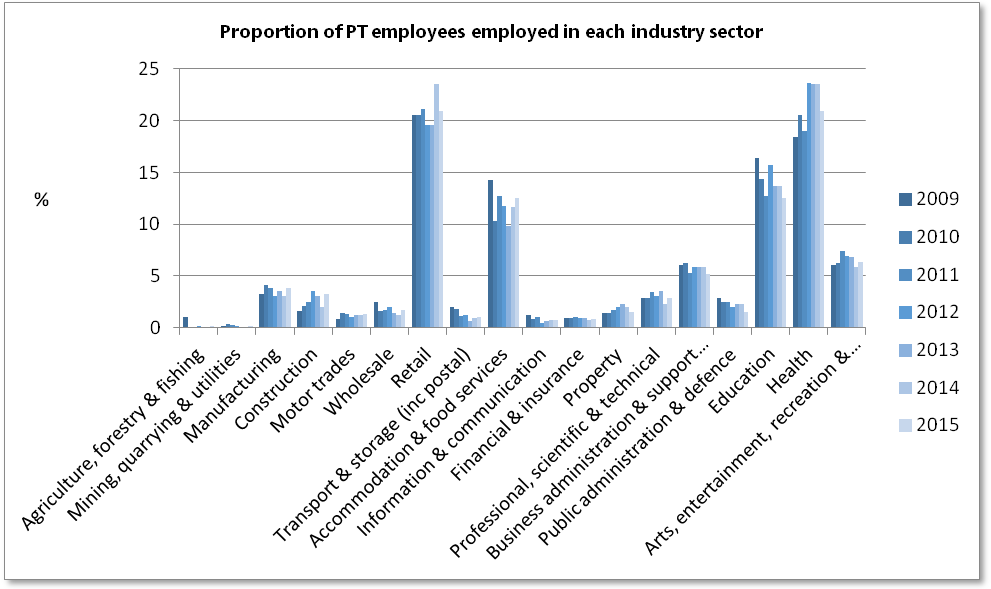 Proportion of PT employees employed in each industry sector
25
20
15
10
5
0
%
Agriculture, forestry & fishing
Mining, quarrying & utilities
Manufacturing
Construction
Motor trades
Wholesale
Retail
Transport & storage (inc postal)
Accommodation & food services
Information & communication
Financial & insurance
Property
Professional, scientific & technical
Business administration & support...
Public administration & defence
Education
Health
Arts, entertainment, recreation &...
2009
2010
2011
2012
2013
2014
2015